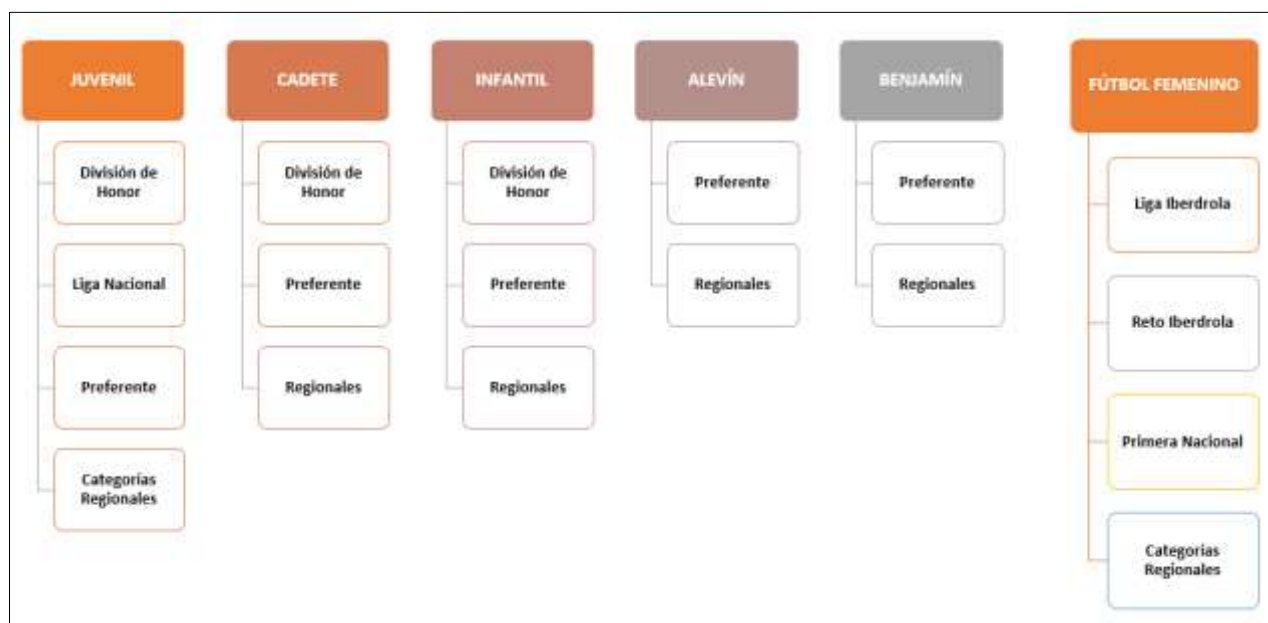 JUVENIL
División de
Honor
Liga Nacional
Preferente
Categorías
Regionales
CADETE
División de
Honor
Preferente
Regionales
INFANTIL
División de
Honor
Preferente
Regionales
ALEVÍN
Preferente
Regionales
BENJAMÍN
Preferente
Regionales
FÚTBOL FEMENINO
Liga Iberdrola
Reto Iberdrola
Primera Nacional
Categorias
Regionales